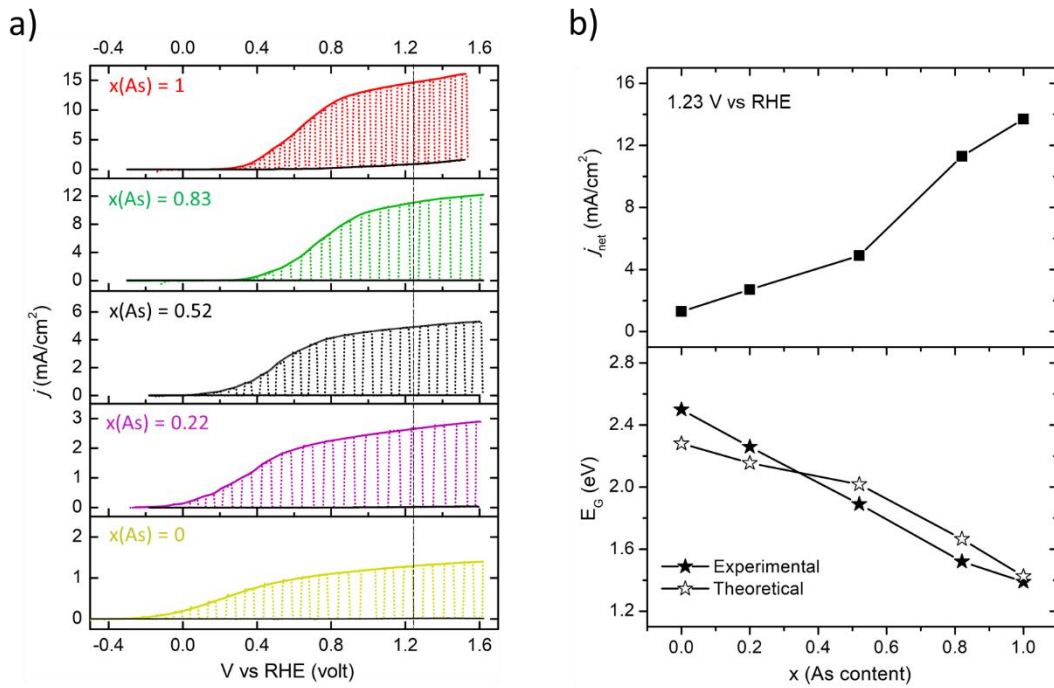 a)
-0.4 0.0 0.4 0.8 1.2 1.6
x(As) = 1
15
10
5
0
x(As) = 0.83
12
8
4
0
x(As) = 0.52
6
4
2
0
x(As) = 0.22
3
2
1
0
x(As) = 0
2
1
0
j (mA/cm²)
-0.4 0.0 0.4 0.8 1.2 1.6
V vs RHE (volt)
b)
1.23 V vs RHE
16
12
8
4
0
jnet (mA/cm²)
2.8
2.4
2.0
1.6
1.2
EG (eV)
Experimental
Theoretical
0.0 0.2 0.4 0.6 0.8 1.0
x (As content)